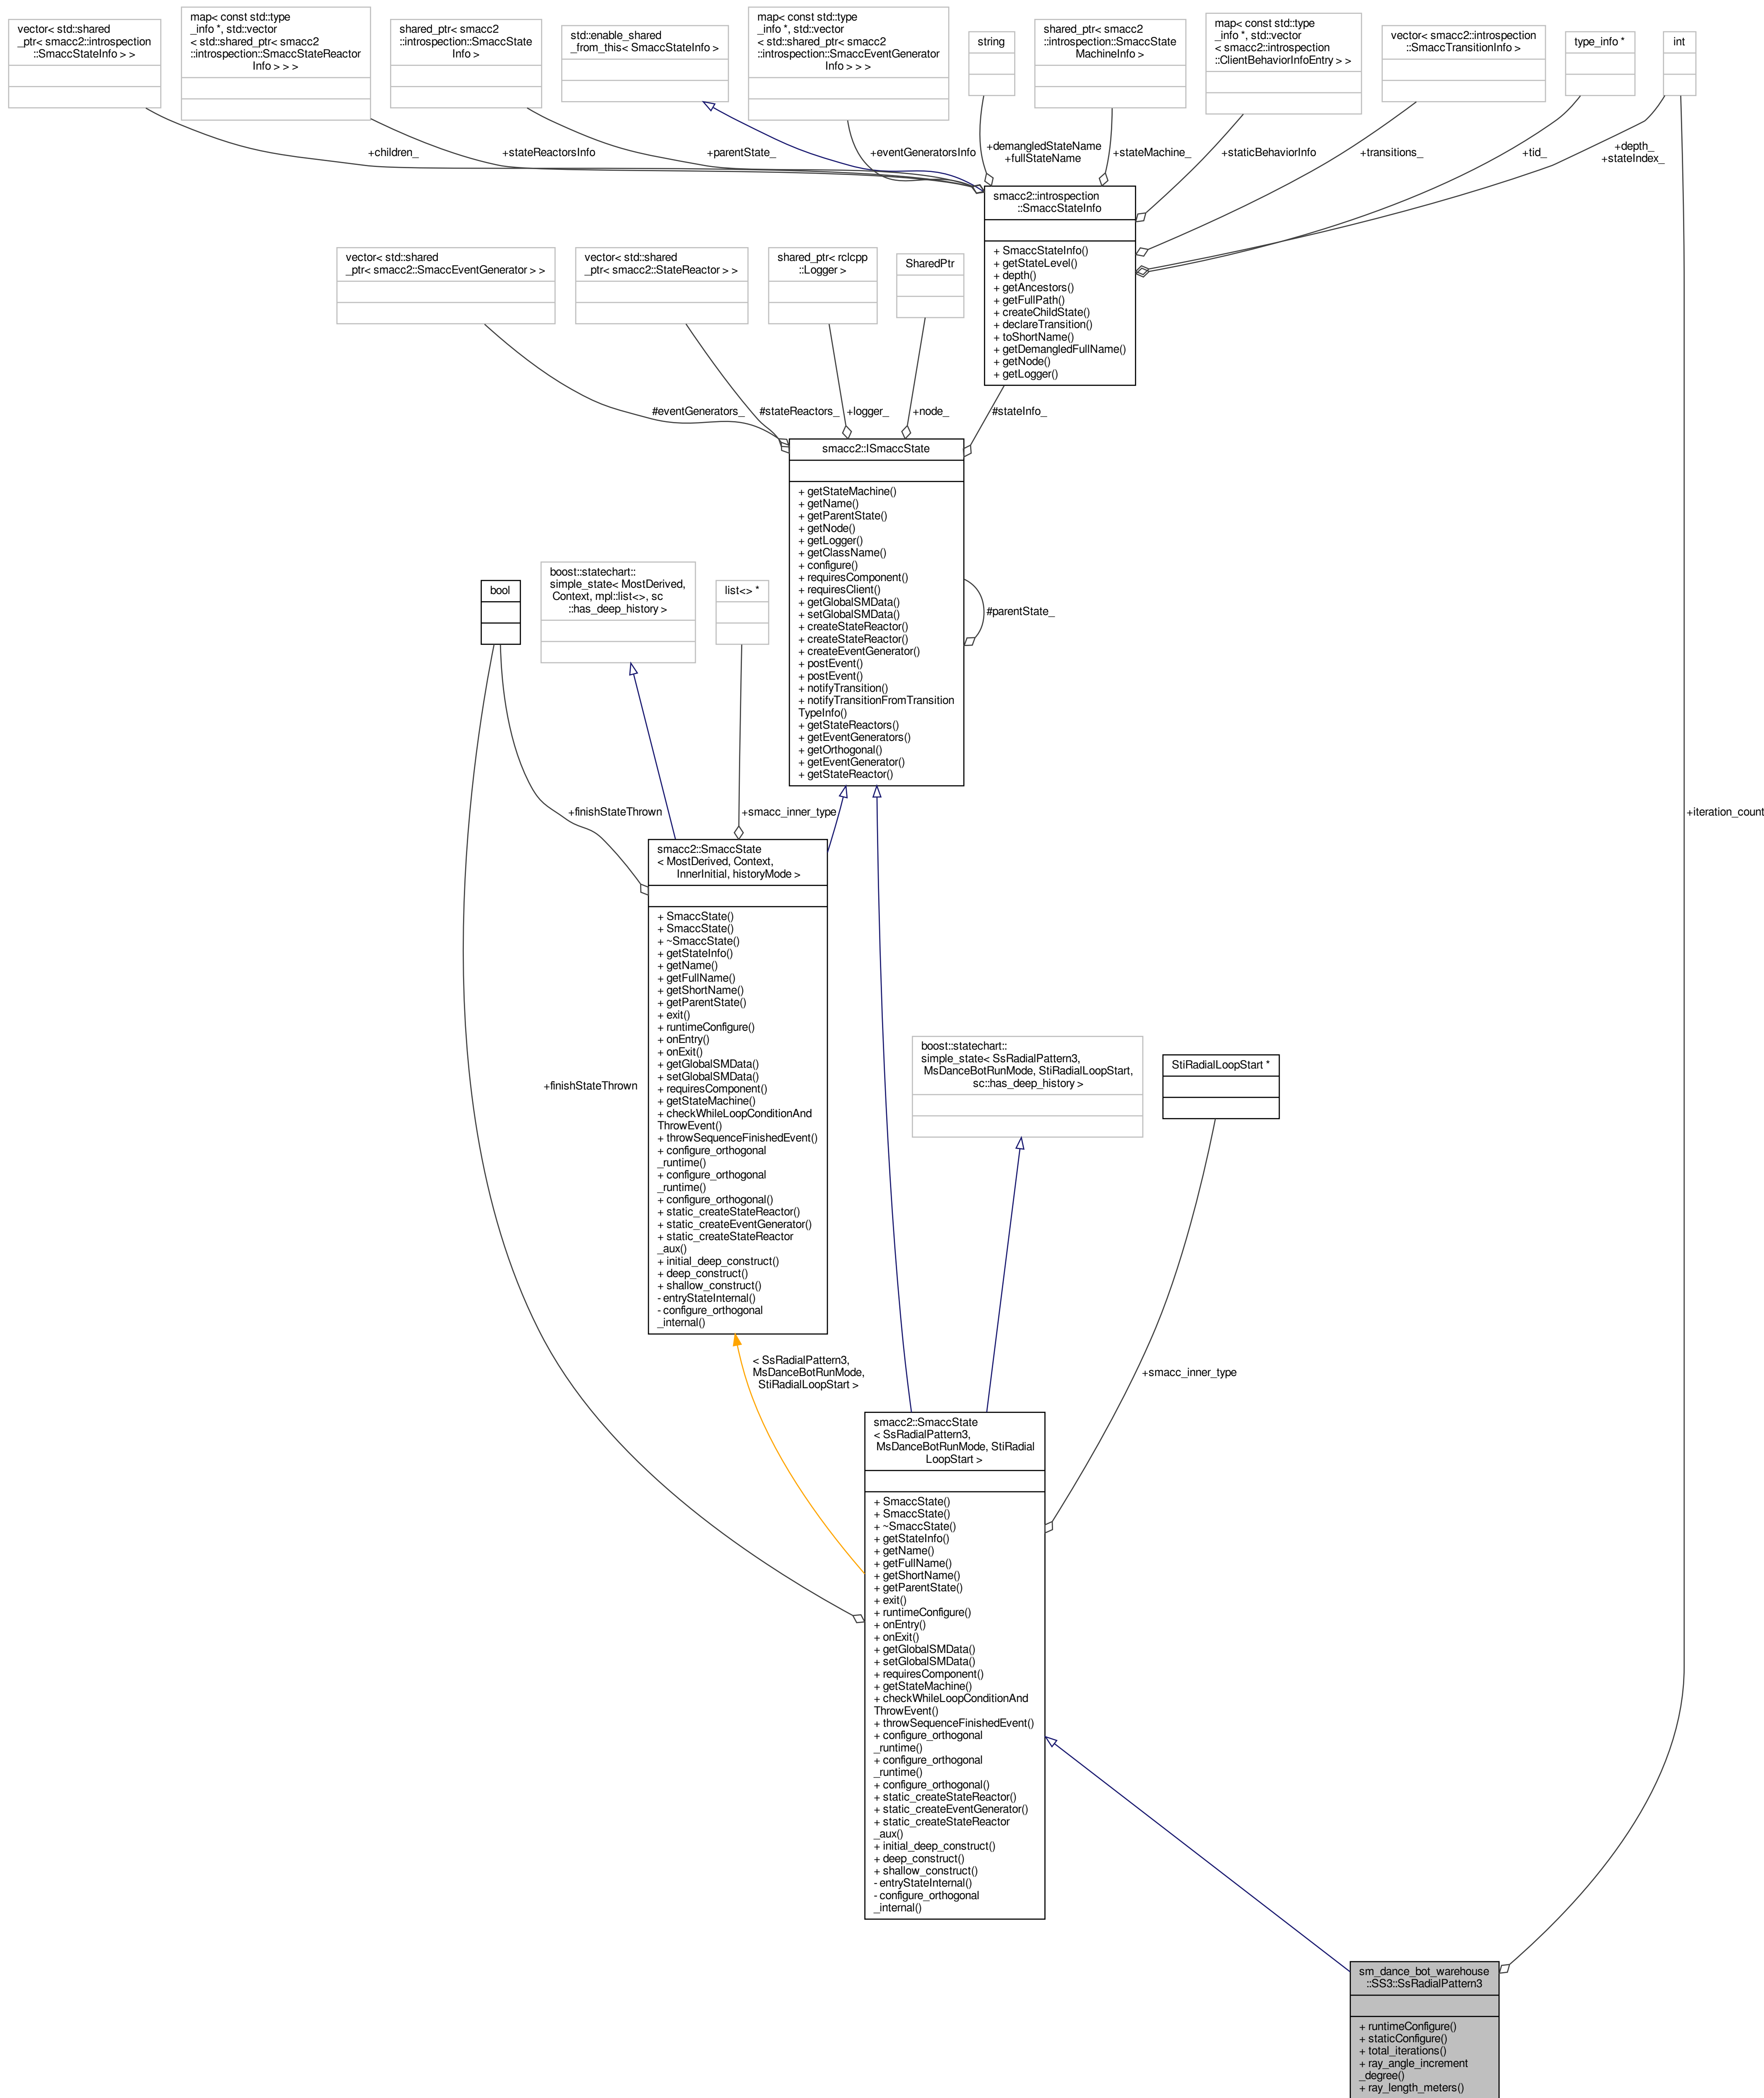 vector< std::shared
_ptr< smacc2::introspection
::SmaccStateInfo > >
map< const std::type
_info *, std::vector
< std::shared_ptr< smacc2
::introspection::SmaccStateReactor
Info > > >
shared_ptr< smacc2
::introspection::SmaccState
Info >
std::enable_shared
_from_this< SmaccStateInfo >
map< const std::type
_info *, std::vector
< std::shared_ptr< smacc2
::introspection::SmaccEventGenerator
Info > > >
string
shared_ptr< smacc2
::introspection::SmaccState
MachineInfo >
map< const std::type
_info *, std::vector
< smacc2::introspection
::ClientBehaviorInfoEntry > >
vector< smacc2::introspection
::SmaccTransitionInfo >
type_info *
int
+children_
+stateReactorsInfo
+parentState_
+eventGeneratorsInfo
+demangledStateName
+fullStateName
+stateMachine_
+staticBehaviorInfo
+transitions_
+tid_
+depth_
+stateIndex_
smacc2::introspection
::SmaccStateInfo
+ SmaccStateInfo()
+ getStateLevel()
+ depth()
+ getAncestors()
+ getFullPath()
+ createChildState()
+ declareTransition()
+ toShortName()
+ getDemangledFullName()
+ getNode()
+ getLogger()
vector< std::shared
_ptr< smacc2::SmaccEventGenerator > >
vector< std::shared
_ptr< smacc2::StateReactor > >
shared_ptr< rclcpp
::Logger >
SharedPtr
#eventGenerators_
#stateReactors_
+logger_
+node_
#stateInfo_
smacc2::ISmaccState
+ getStateMachine()
+ getName()
+ getParentState()
+ getNode()
+ getLogger()
+ getClassName()
+ configure()
+ requiresComponent()
+ requiresClient()
+ getGlobalSMData()
+ setGlobalSMData()
+ createStateReactor()
+ createStateReactor()
+ createEventGenerator()
+ postEvent()
+ postEvent()
+ notifyTransition()
+ notifyTransitionFromTransition
TypeInfo()
+ getStateReactors()
+ getEventGenerators()
+ getOrthogonal()
+ getEventGenerator()
+ getStateReactor()
#parentState_
bool
boost::statechart::
simple_state< MostDerived,
Context, mpl::list<>, sc
::has_deep_history >
list<> *
+finishStateThrown
+smacc_inner_type
+iteration_count
smacc2::SmaccState
< MostDerived, Context,
InnerInitial, historyMode >
+ SmaccState()
+ SmaccState()
+ ~SmaccState()
+ getStateInfo()
+ getName()
+ getFullName()
+ getShortName()
+ getParentState()
+ exit()
+ runtimeConfigure()
+ onEntry()
+ onExit()
+ getGlobalSMData()
+ setGlobalSMData()
+ requiresComponent()
+ getStateMachine()
+ checkWhileLoopConditionAnd
ThrowEvent()
+ throwSequenceFinishedEvent()
+ configure_orthogonal
_runtime()
+ configure_orthogonal
_runtime()
+ configure_orthogonal()
+ static_createStateReactor()
+ static_createEventGenerator()
+ static_createStateReactor
_aux()
+ initial_deep_construct()
+ deep_construct()
+ shallow_construct()
- entryStateInternal()
- configure_orthogonal
_internal()
+finishStateThrown
boost::statechart::
simple_state< SsRadialPattern3,
MsDanceBotRunMode, StiRadialLoopStart,
sc::has_deep_history >
StiRadialLoopStart *
< SsRadialPattern3,
MsDanceBotRunMode,
StiRadialLoopStart >
+smacc_inner_type
smacc2::SmaccState
< SsRadialPattern3,
MsDanceBotRunMode, StiRadial
LoopStart >
+ SmaccState()
+ SmaccState()
+ ~SmaccState()
+ getStateInfo()
+ getName()
+ getFullName()
+ getShortName()
+ getParentState()
+ exit()
+ runtimeConfigure()
+ onEntry()
+ onExit()
+ getGlobalSMData()
+ setGlobalSMData()
+ requiresComponent()
+ getStateMachine()
+ checkWhileLoopConditionAnd
ThrowEvent()
+ throwSequenceFinishedEvent()
+ configure_orthogonal
_runtime()
+ configure_orthogonal
_runtime()
+ configure_orthogonal()
+ static_createStateReactor()
+ static_createEventGenerator()
+ static_createStateReactor
_aux()
+ initial_deep_construct()
+ deep_construct()
+ shallow_construct()
- entryStateInternal()
- configure_orthogonal
_internal()
sm_dance_bot_warehouse
::SS3::SsRadialPattern3
+ runtimeConfigure()
+ staticConfigure()
+ total_iterations()
+ ray_angle_increment
_degree()
+ ray_length_meters()